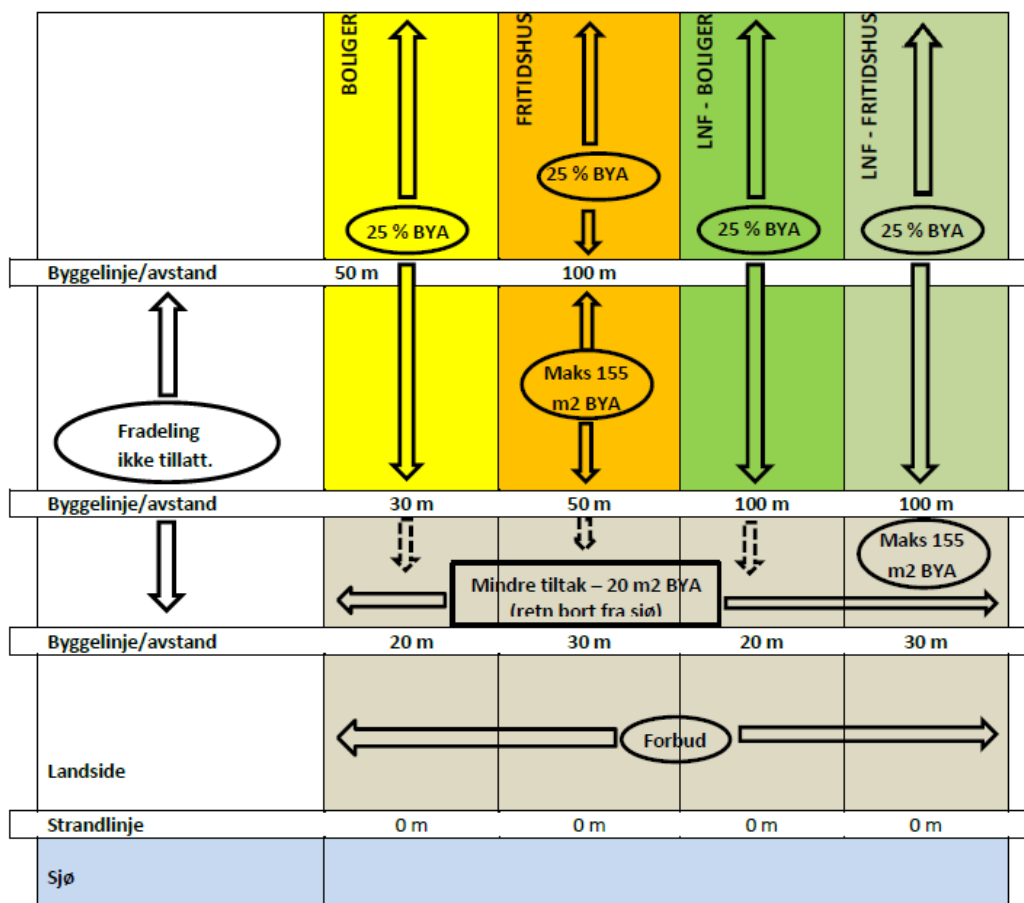 BOLIGER
FRITIDSHUS
LNF - BOLIGER
LNF - FRITIDSHUS
25 % BYA
25 % BYA
25 % BYA
25 % BYA
Byggelinje/avstand 50 m 100 m
Maks 155
m2 BYA
Fradeling
ikke tillatt.
Byggelinje/avstand 30 m 50 m 100 m 100 m
Maks 155
m2 BYA
Mindre tiltak – 20 m2 BYA
(retn bort fra sjø)
Byggelinje/avstand 20 m 30 m 20 m 30 m
Forbud
Landside
Strandlinje 0 m 0 m 0 m 0 m
Sjø